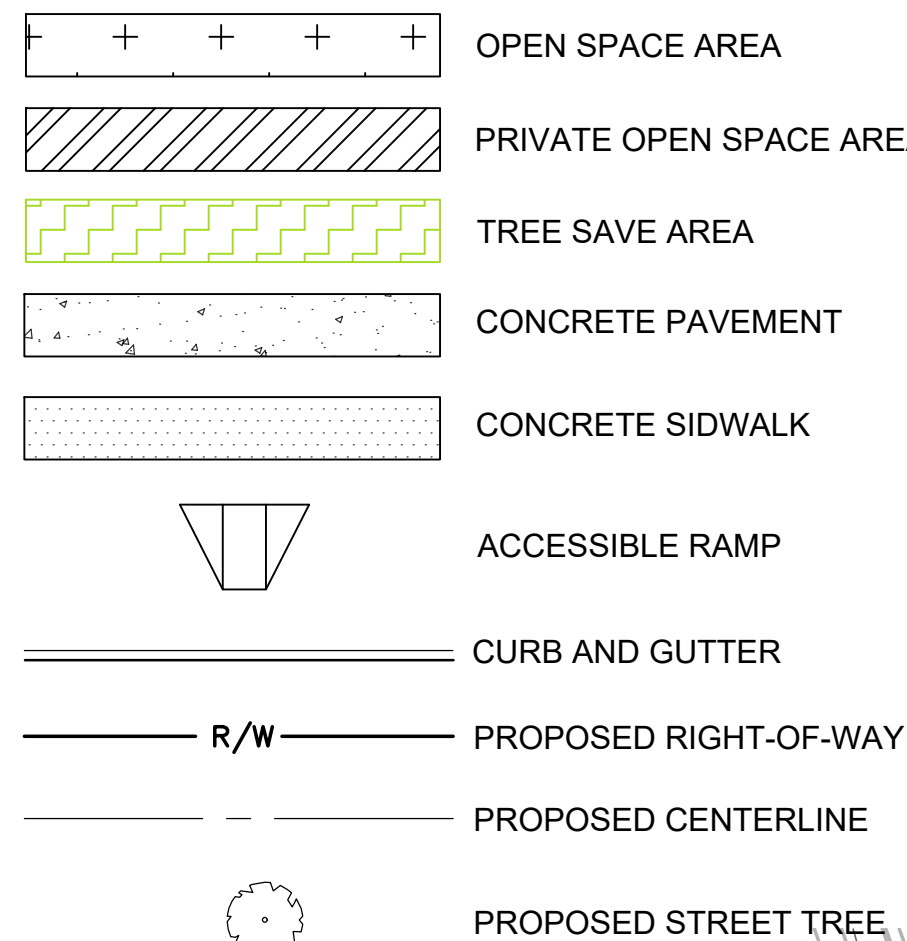 OPEN SPACE AREA
PRIVATE OPEN SPACE AREA
TREE SAVE AREA
CONCRETE PAVEMENT
CONCRETE SIDWALK
ACCESSIBLE RAMP
CURB AND GUTTER
R/W PROPOSED RIGHT-OF-WAY
PROPOSED CENTERLINE
PROPOSED STREET TREE